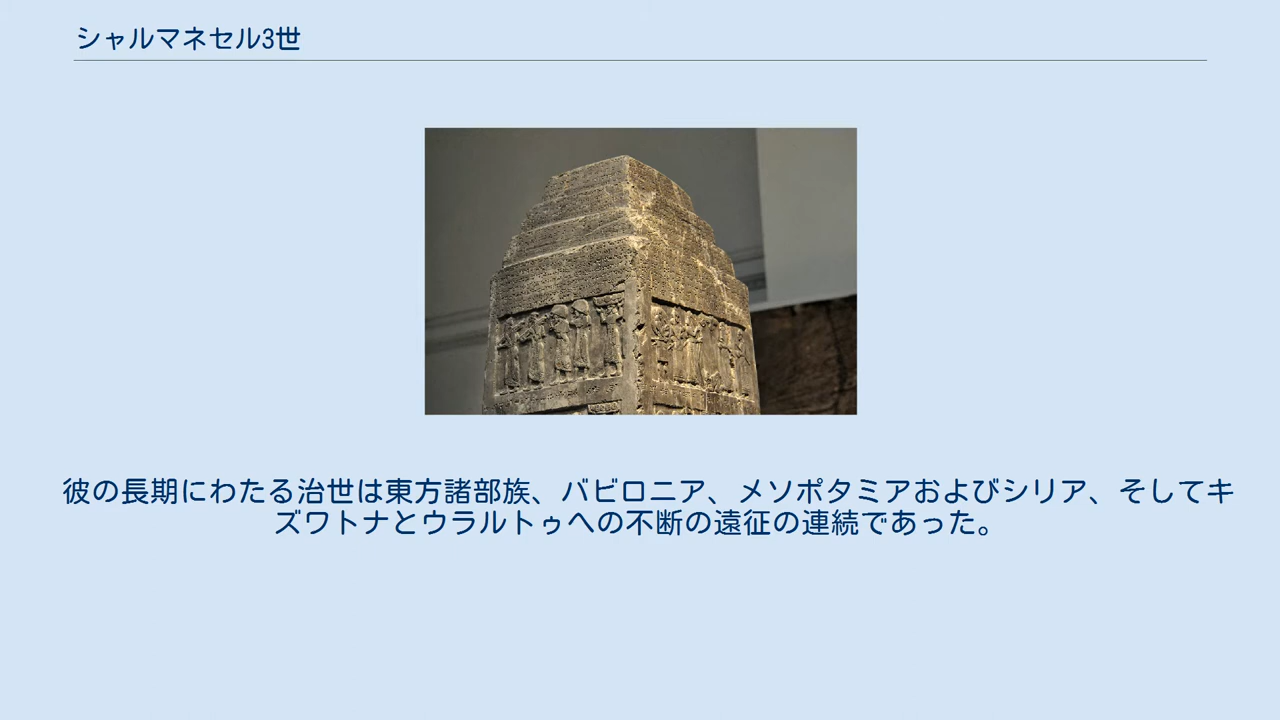 シャルマネセル3世
彼の長期にわたる治世は東方諸部族、バビロニア、メソポタミアおよびシリア、そしてキ
ズワトナとウラルトゥへの不断の遠征の連続であった。